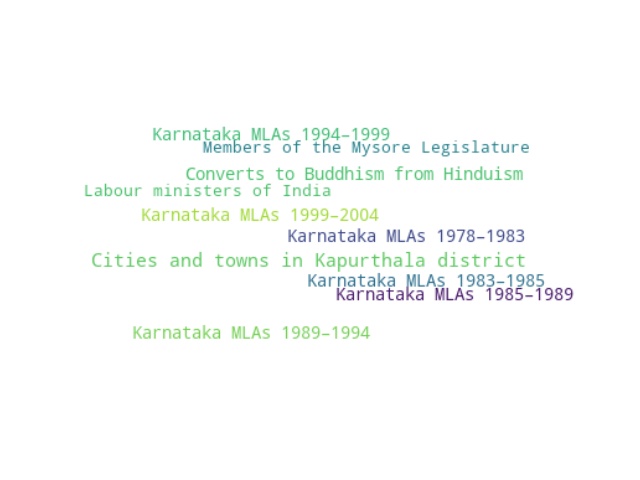 Karnataka MLAs 1994–1999
Members of the Mysore Legislature
Converts to Buddhism from Hinduism
Labour ministers of India
Karnataka MLAs 1999–2004
Karnataka MLAs 1978–1983
Cities and towns in Kapurthala district
Karnataka MLAs 1983–1985
Karnataka MLAs 1985–1989
Karnataka MLAs 1989–1994